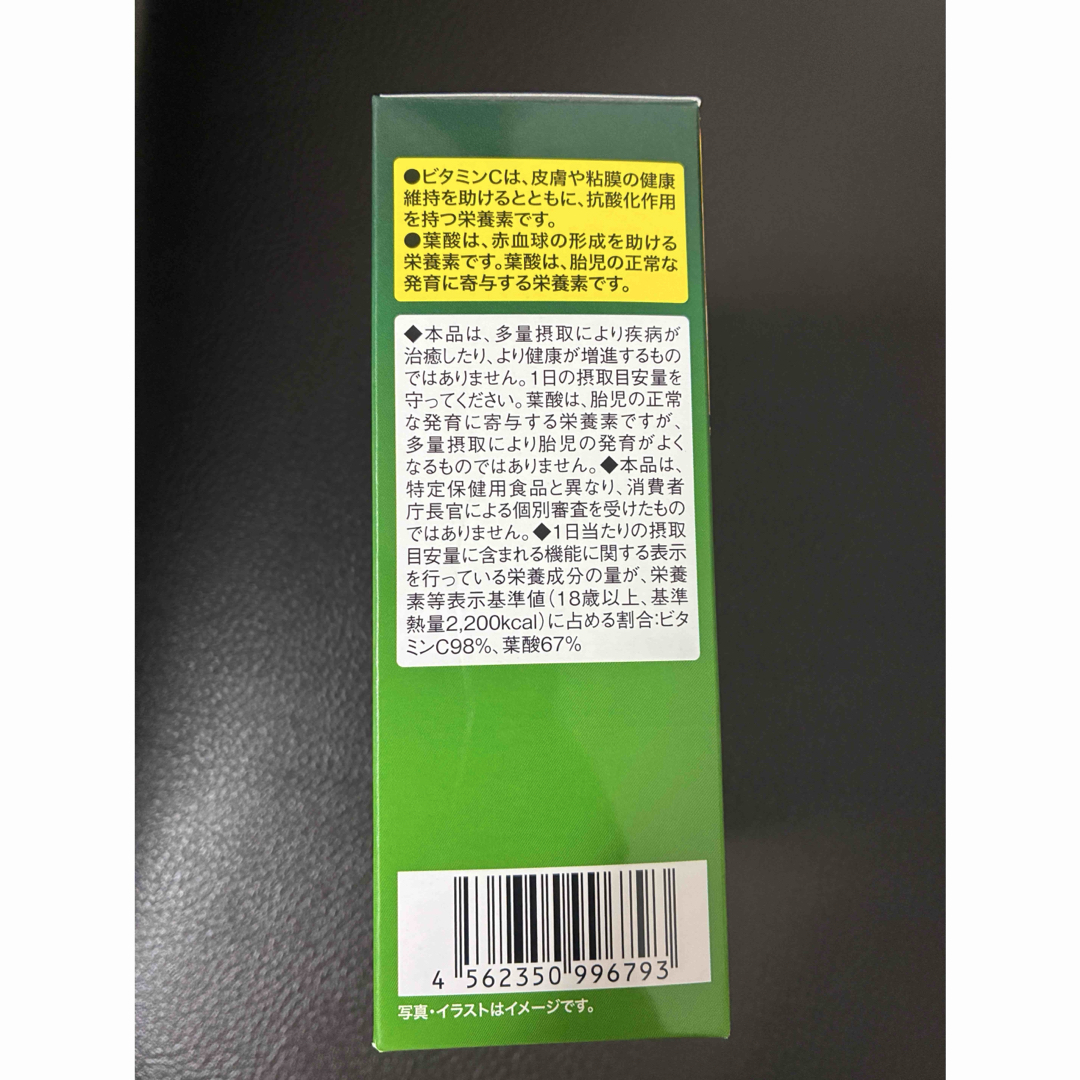 ●ビタミンCは、皮膚や粘膜の健康
維持を助けるとともに、抗酸化作用
を持つ栄養素です。
●葉酸は、赤血球の形成を助ける
栄養素です。葉酸は、胎児の正常な
発育に寄与する栄養素です。
◆本品は、多量摂取により疾病が
治癒したり、より健康が増進するもの
ではありません。1日の摂取目安量を
守ってください。葉酸は、胎児の正常
な発育に寄与する栄養素ですが、
多量摂取により胎児の発育がよく
なるものではありません。◆本品は、
特定保健用食品と異なり、消費者
庁長官による個別審査を受けたもの
ではありません。◆1日当たりの摂取
目安量に含まれる機能に関する表示
を行っている栄養成分の量が、栄養
素等表示基準値(18歳以上、基準
熱量2,200kcal)に占める割合:ビタ
ミンC98%、葉酸67%
4 562350 996793
写真・イラストはイメージです。